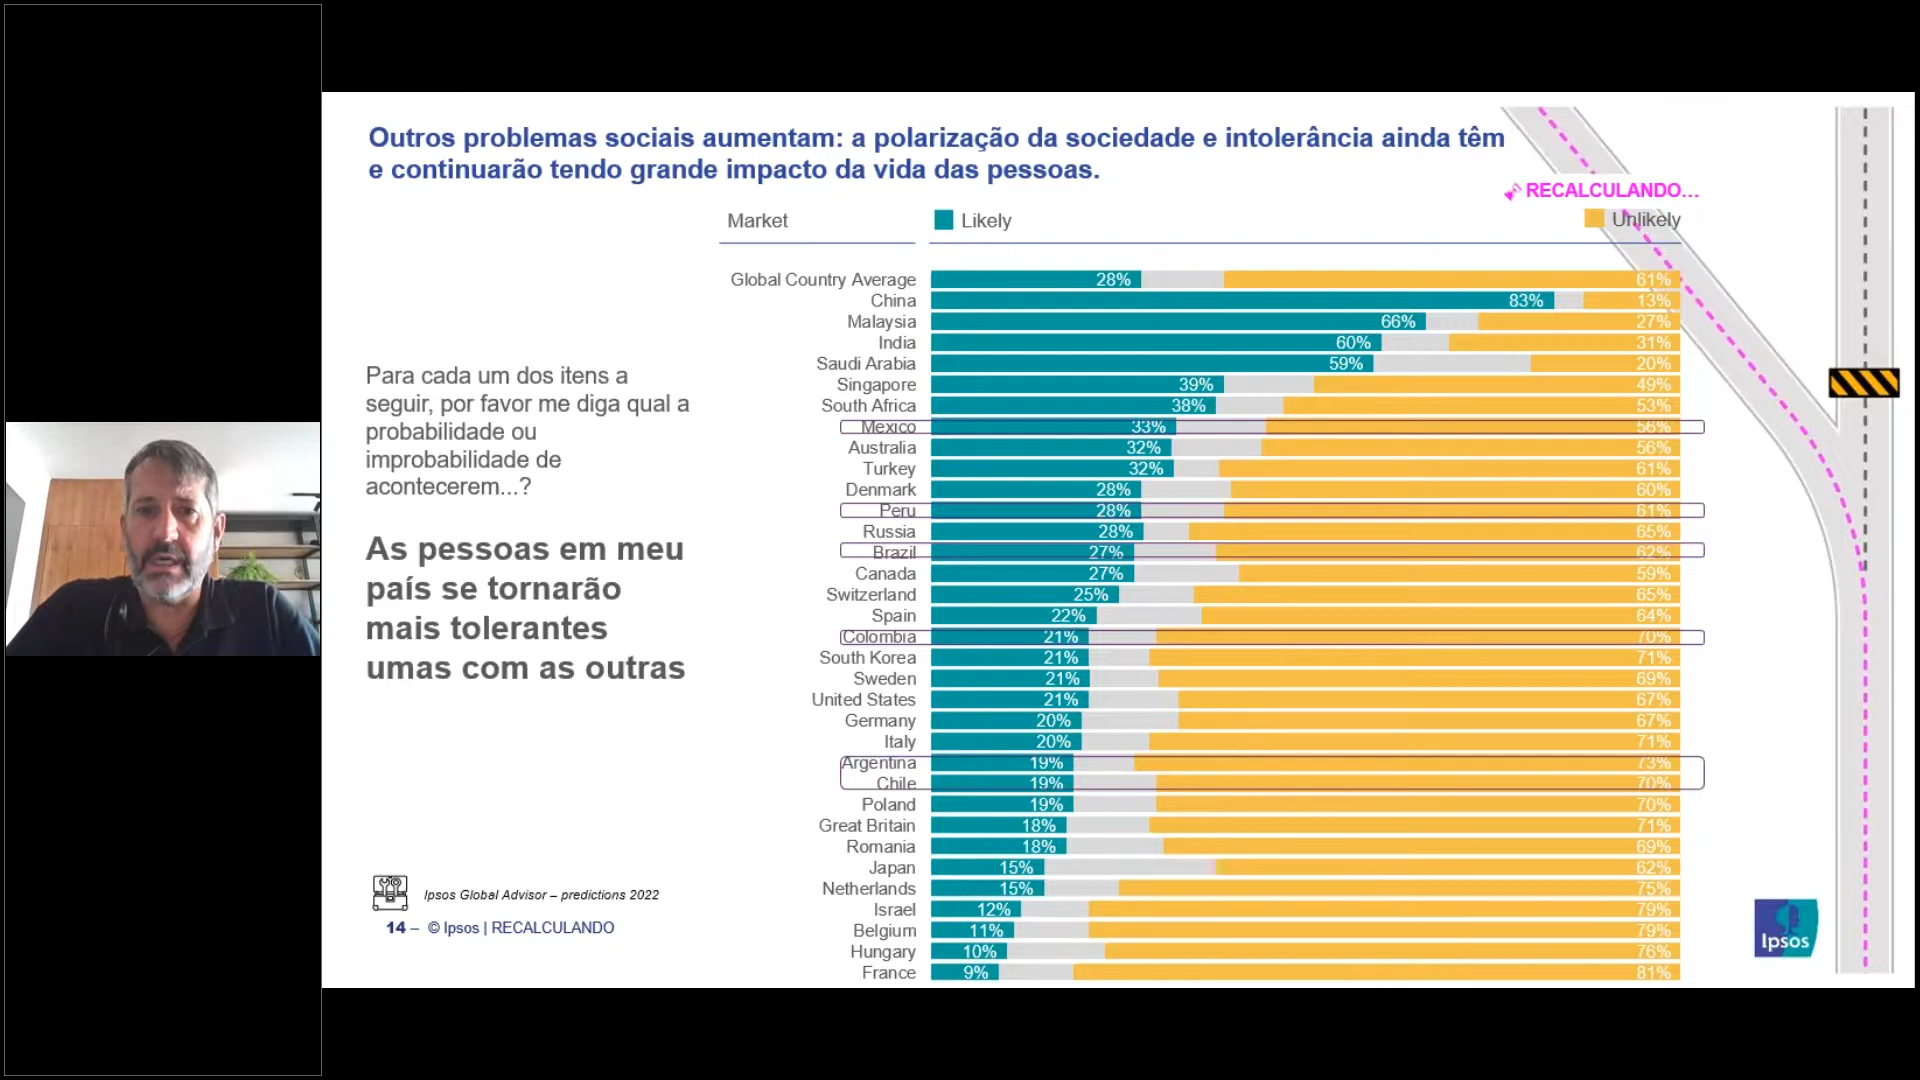 Outros problemas sociais aumentam: a polarização da sociedade e intolerância ainda têm
e continuarão tendo grande impacto da vida das pessoas.
RECALCULANDO...
Market
Likely
Unlikely
Para cada um dos itens a
seguir, por favor me diga qual a
probabilidade ou
improbabilidade de
acontecerem...?
As pessoas em meu
país se tornarão
mais tolerantes
umas com as outras
Global Country Average 28% 61%
China 83% 13%
Malaysia 66% 27%
India 60% 31%
Saudi Arabia 59% 20%
Singapore 39% 49%
South Africa 38% 53%
Mexico 33% 56%
Australia 32% 56%
Turkey 32% 61%
Denmark 28% 60%
Peru 28% 61%
Russia 28% 65%
Brazil 27% 62%
Canada 27% 59%
Switzerland 25% 65%
Spain 22% 64%
Colombia 21% 70%
South Korea 21% 71%
Sweden 21% 69%
United States 21% 67%
Germany 20% 67%
Italy 20% 71%
Argentina 19% 73%
Chile 19% 70%
Poland 19% 70%
Great Britain 18% 71%
Romania 18% 69%
Japan 15% 62%
Netherlands 15% 75%
Israel 12% 79%
Belgium 11% 79%
Hungary 10% 76%
France 9% 81%
Ipsos Global Advisor – predictions 2022
14 – © Ipsos | RECALCULANDO
Ipsos